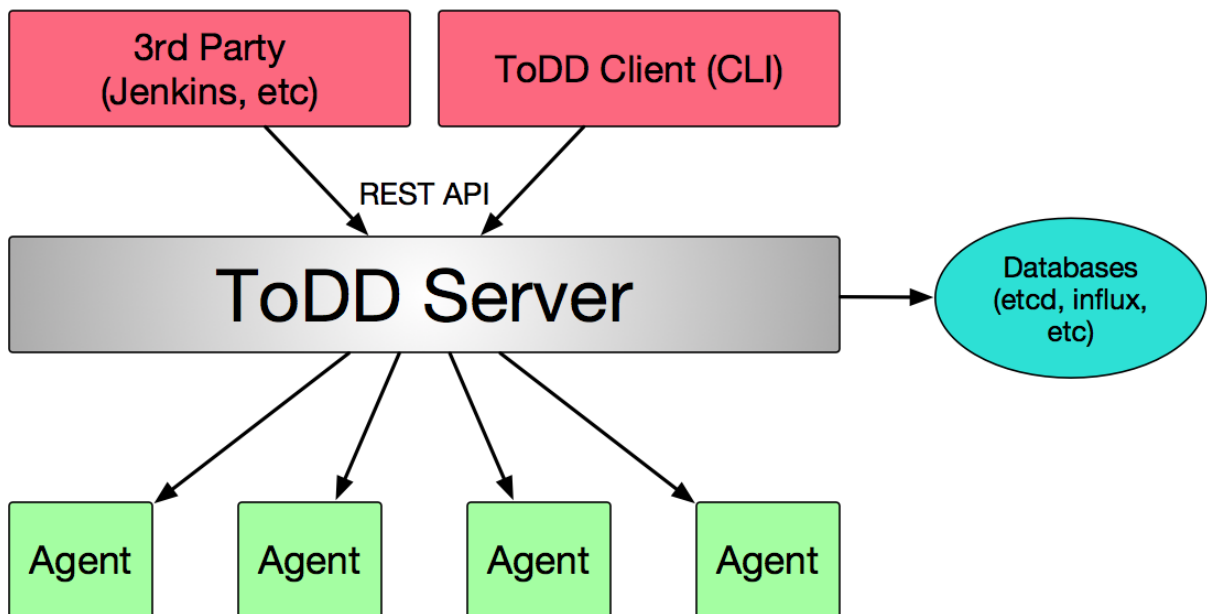 3rd Party
(Jenkins, etc)
ToDD Client (CLI)
REST API
ToDD Server
Databases
(etcd, influx,
etc)
Agent
Agent
Agent
Agent